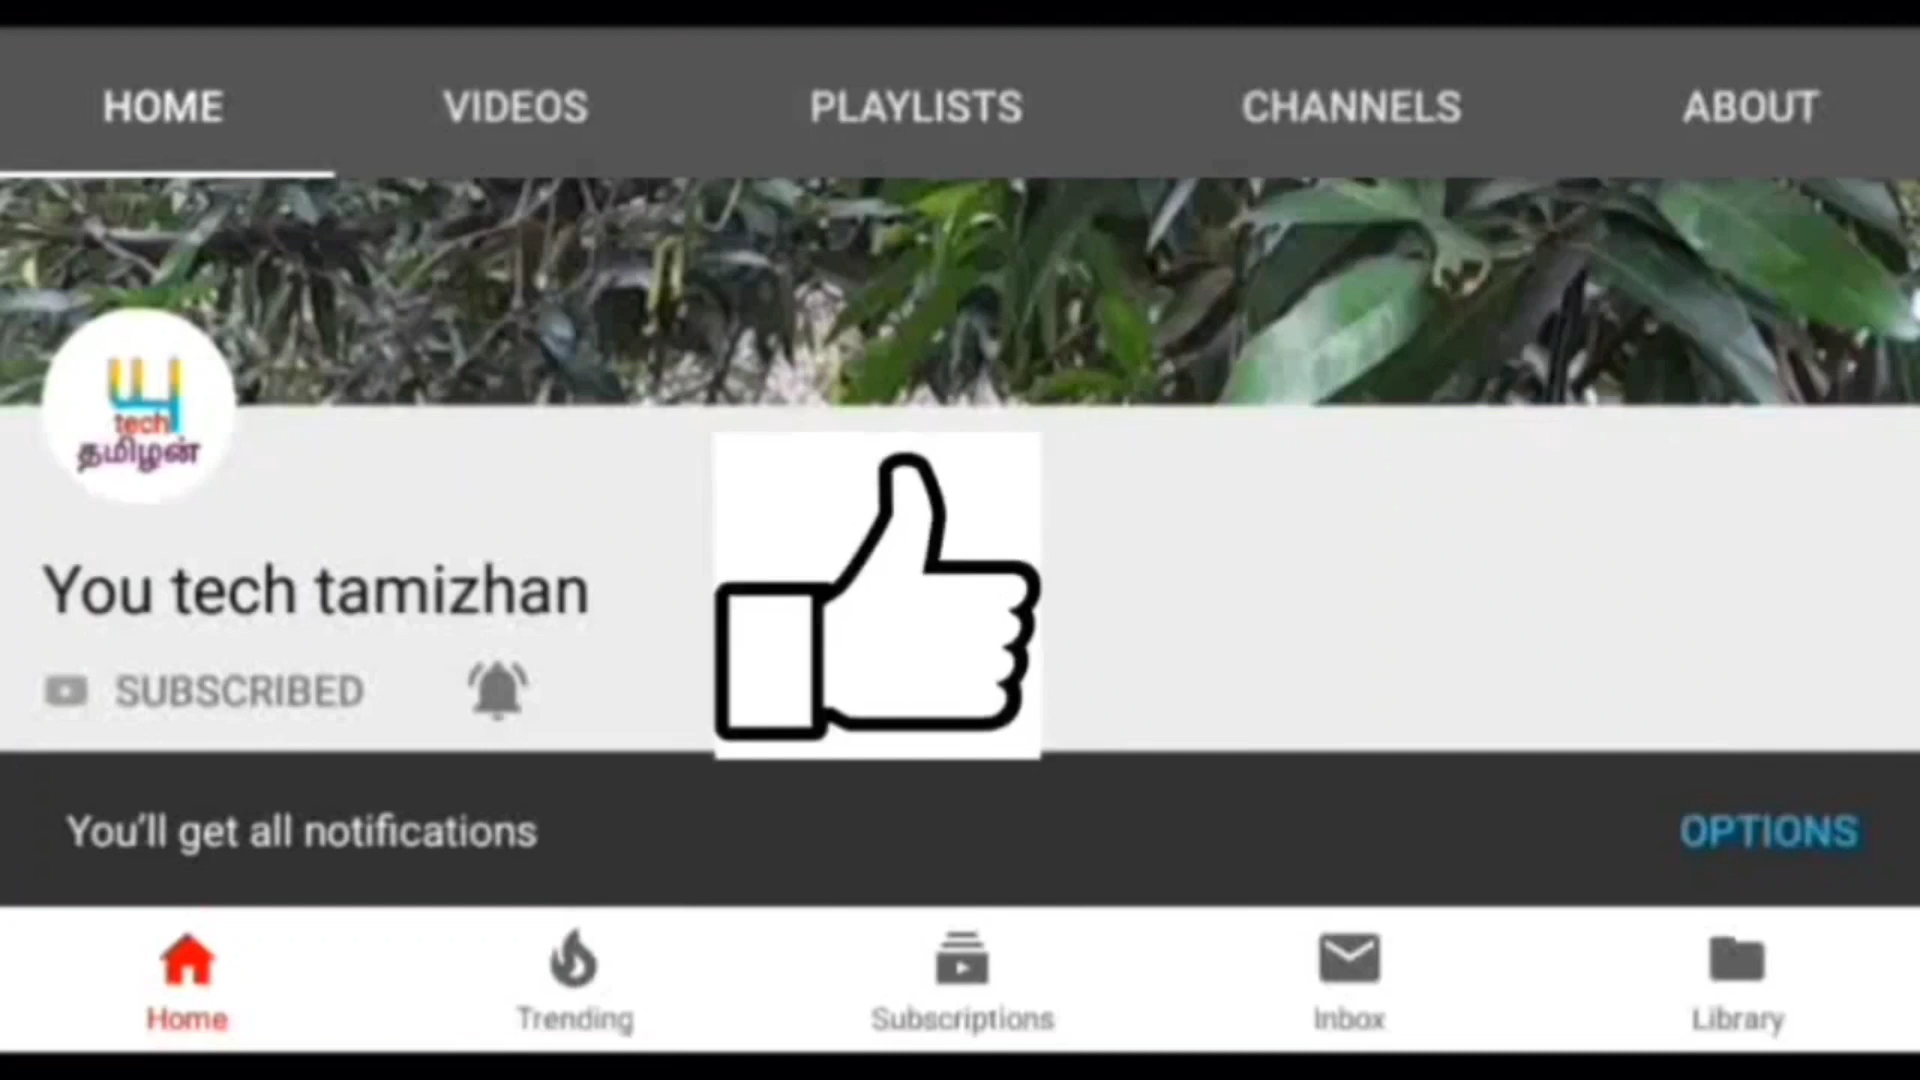 HOME VIDEOS PLAYLISTS CHANNELS ABOUT
tech
தமிழன்
You tech tamizhan
SUBSCRIBED
You'll get all notifications OPTIONS
Home Trending Subscriptions Inbox Library